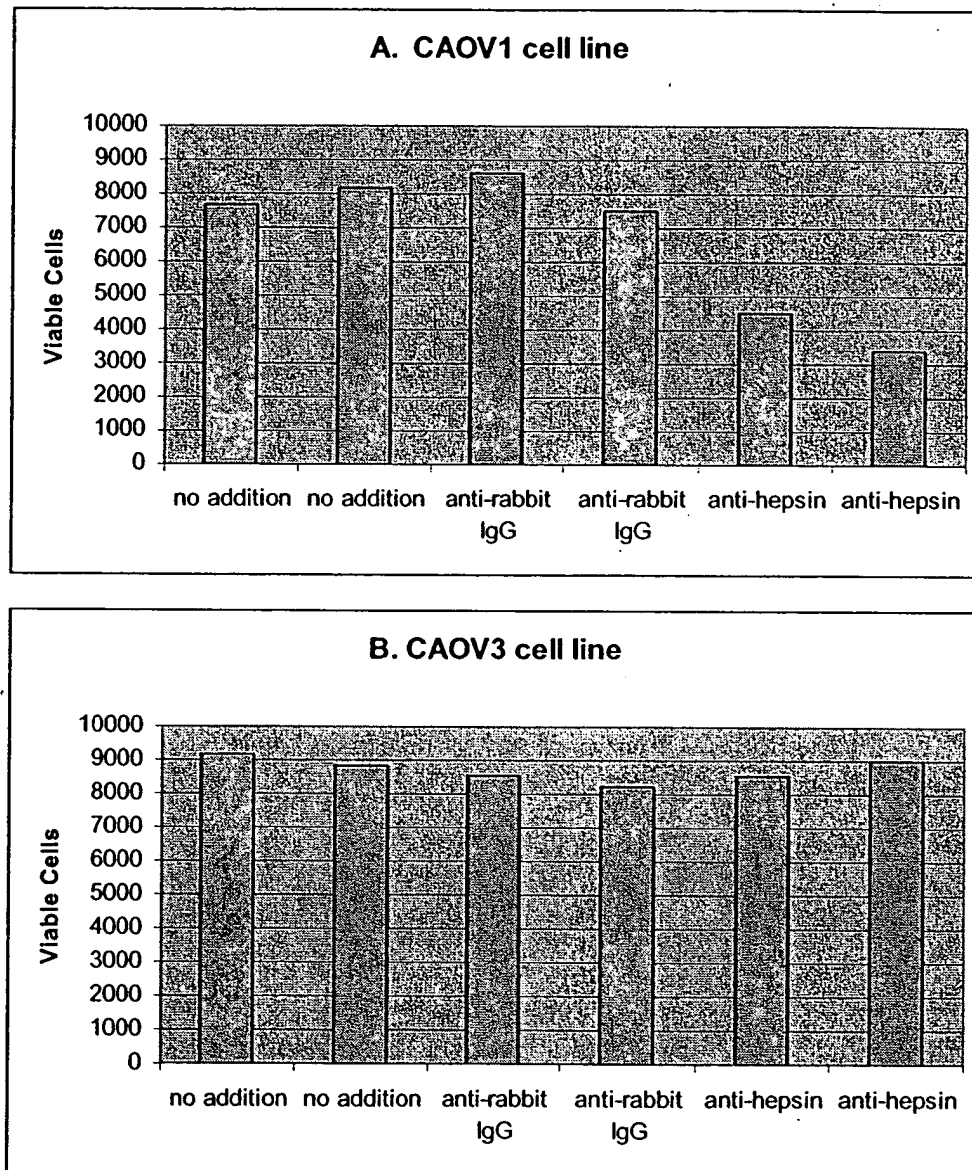 A. CAOV1 cell line
10000
9000
8000
7000
6000
5000
4000
3000
2000
1000
0
Viable Cells
no addition no addition anti-rabbit anti-rabbit anti-hepsin anti-hepsin
IgG IgG
B. CAOV3 cell line
10000
9000
8000
7000
6000
5000
4000
3000
2000
1000
0
Viable Cells
no addition no addition anti-rabbit anti-rabbit anti-hepsin anti-hepsin
IgG IgG